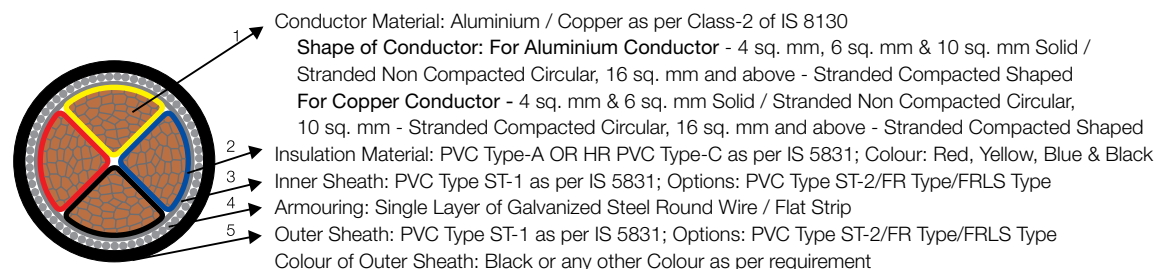 1 Conductor Material: Aluminium / Copper as per Class-2 of IS 8130
Shape of Conductor: For Aluminium Conductor - 4 sq. mm, 6 sq. mm & 10 sq. mm Solid /
Stranded Non Compacted Circular, 16 sq. mm and above - Stranded Compacted Shaped
For Copper Conductor - 4 sq. mm & 6 sq. mm Solid / Stranded Non Compacted Circular,
10 sq. mm - Stranded Compacted Circular, 16 sq. mm and above - Stranded Compacted Shaped
2 Insulation Material: PVC Type-A OR HR PVC Type-C as per IS 5831; Colour: Red, Yellow, Blue & Black
3 Inner Sheath: PVC Type ST-1 as per IS 5831; Options: PVC Type ST-2/FR Type/FRLS Type
4 Armouring: Single Layer of Galvanized Steel Round Wire / Flat Strip
5 Outer Sheath: PVC Type ST-1 as per IS 5831; Options: PVC Type ST-2/FR Type/FRLS Type
Colour of Outer Sheath: Black or any other Colour as per requirement